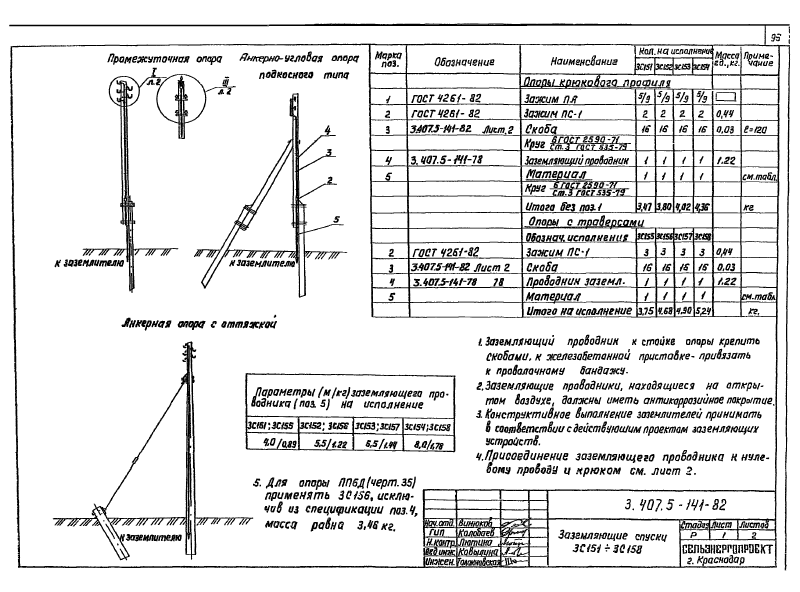 95
Промежуточная опора
Анкерно-угловая опора
подкосного типа
I
л.2
III
л.2
4
3
2
5
к заземлителю
к заземлителю
Анкерная опора с оттяжкой
к заземлителю
Марка поз. Обозначение Наименование Кол. на исполнение Масса ед., кг. Приме-чание
3С151 3С152 3С153 3С154
Опоры крюкового профиля
1 ГОСТ 4261-82 Зажим ПА 5/9 5/9 5/9 5/9
2 ГОСТ 4261-82 Зажим ПС-1 2 2 2 2 0,44
3 3.407.5-141-82 Лист.2 Скоба 16 16 16 16 0,03 ℓ=120
Круг 6 ГОСТ 2590-71 / ст.3 ГОСТ 535-79
4 3.407.5-141-78 Заземляющий проводник 1 1 1 1 1.22
5 Материал 1 1 1 1 см.табл.
Круг 6 ГОСТ 2590-71 / ст.3 ГОСТ 535-79
Итого без поз.1 3,47 3,80 4,02 4,36 кг
Опоры с траверсами
Обознач. исполнения 3С155 3С156 3С157 3С158
2 ГОСТ 4261-82 Зажим ПС-1 3 3 3 3 0,44
3 3.407.5-141-82 Лист 2 Скоба 16 16 16 16 0.03
4 3.407.5-141-78 78 Проводник заземл. 1 1 1 1 1.22
5 Материал 1 1 1 1 см.табл.
Итого на исполнение 3,75 4,68 4,90 5,24 кг.
Параметры (м/кг) заземляющего про-
водника (поз. 5) на исполнение
3С151; 3С155 3С152; 3С156 3С153; 3С157 3С154; 3С158
4,0/0,89 5,5/1.22 6,5/1,44 8,0/1,78
1. Заземляющий проводник к стойке опоры крепить
скобами, к железобетонной приставке - привязать
к проволочному бандажу.
2. Заземляющие проводники, находящиеся на откры-
том воздухе, должны иметь антикоррозийное покрытие.
3. Конструктивное выполнение заземлителей принимать
в соответствии с действующим проектом заземляющих
устройств.
4. Присоединение заземляющего проводника к нуле-
вому проводу и крюком см. лист 2.
5. Для опоры ПП6Д (черт. 35)
применять 3С156, исклю-
чив из спецификации поз. 4,
масса равна 3,46 кг.
3.407.5-141-82
Нач.отд. Винников
Гип Калабаев
Н.контр. Лютина
Вед.инж. Ковылина
Инжен.
Заземляющие спуски
3С151 ÷ 3С158
Стадия Лист Листов
Р 1 2
СЕЛЬЭНЕРГОПРОЕКТ
г. Краснодар